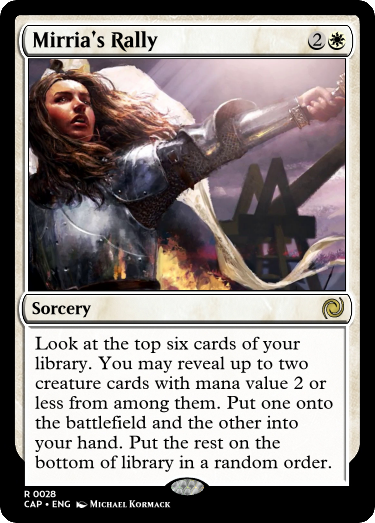 Mirria's Rally 2
Sorcery
Look at the top six cards of your
library. You may reveal up to two
creature cards with mana value 2 or
less from among them. Put one onto
the battlefield and the other into
your hand. Put the rest on the
bottom of library in a random order.
R 0028
CAP • ENG Michael Kormack